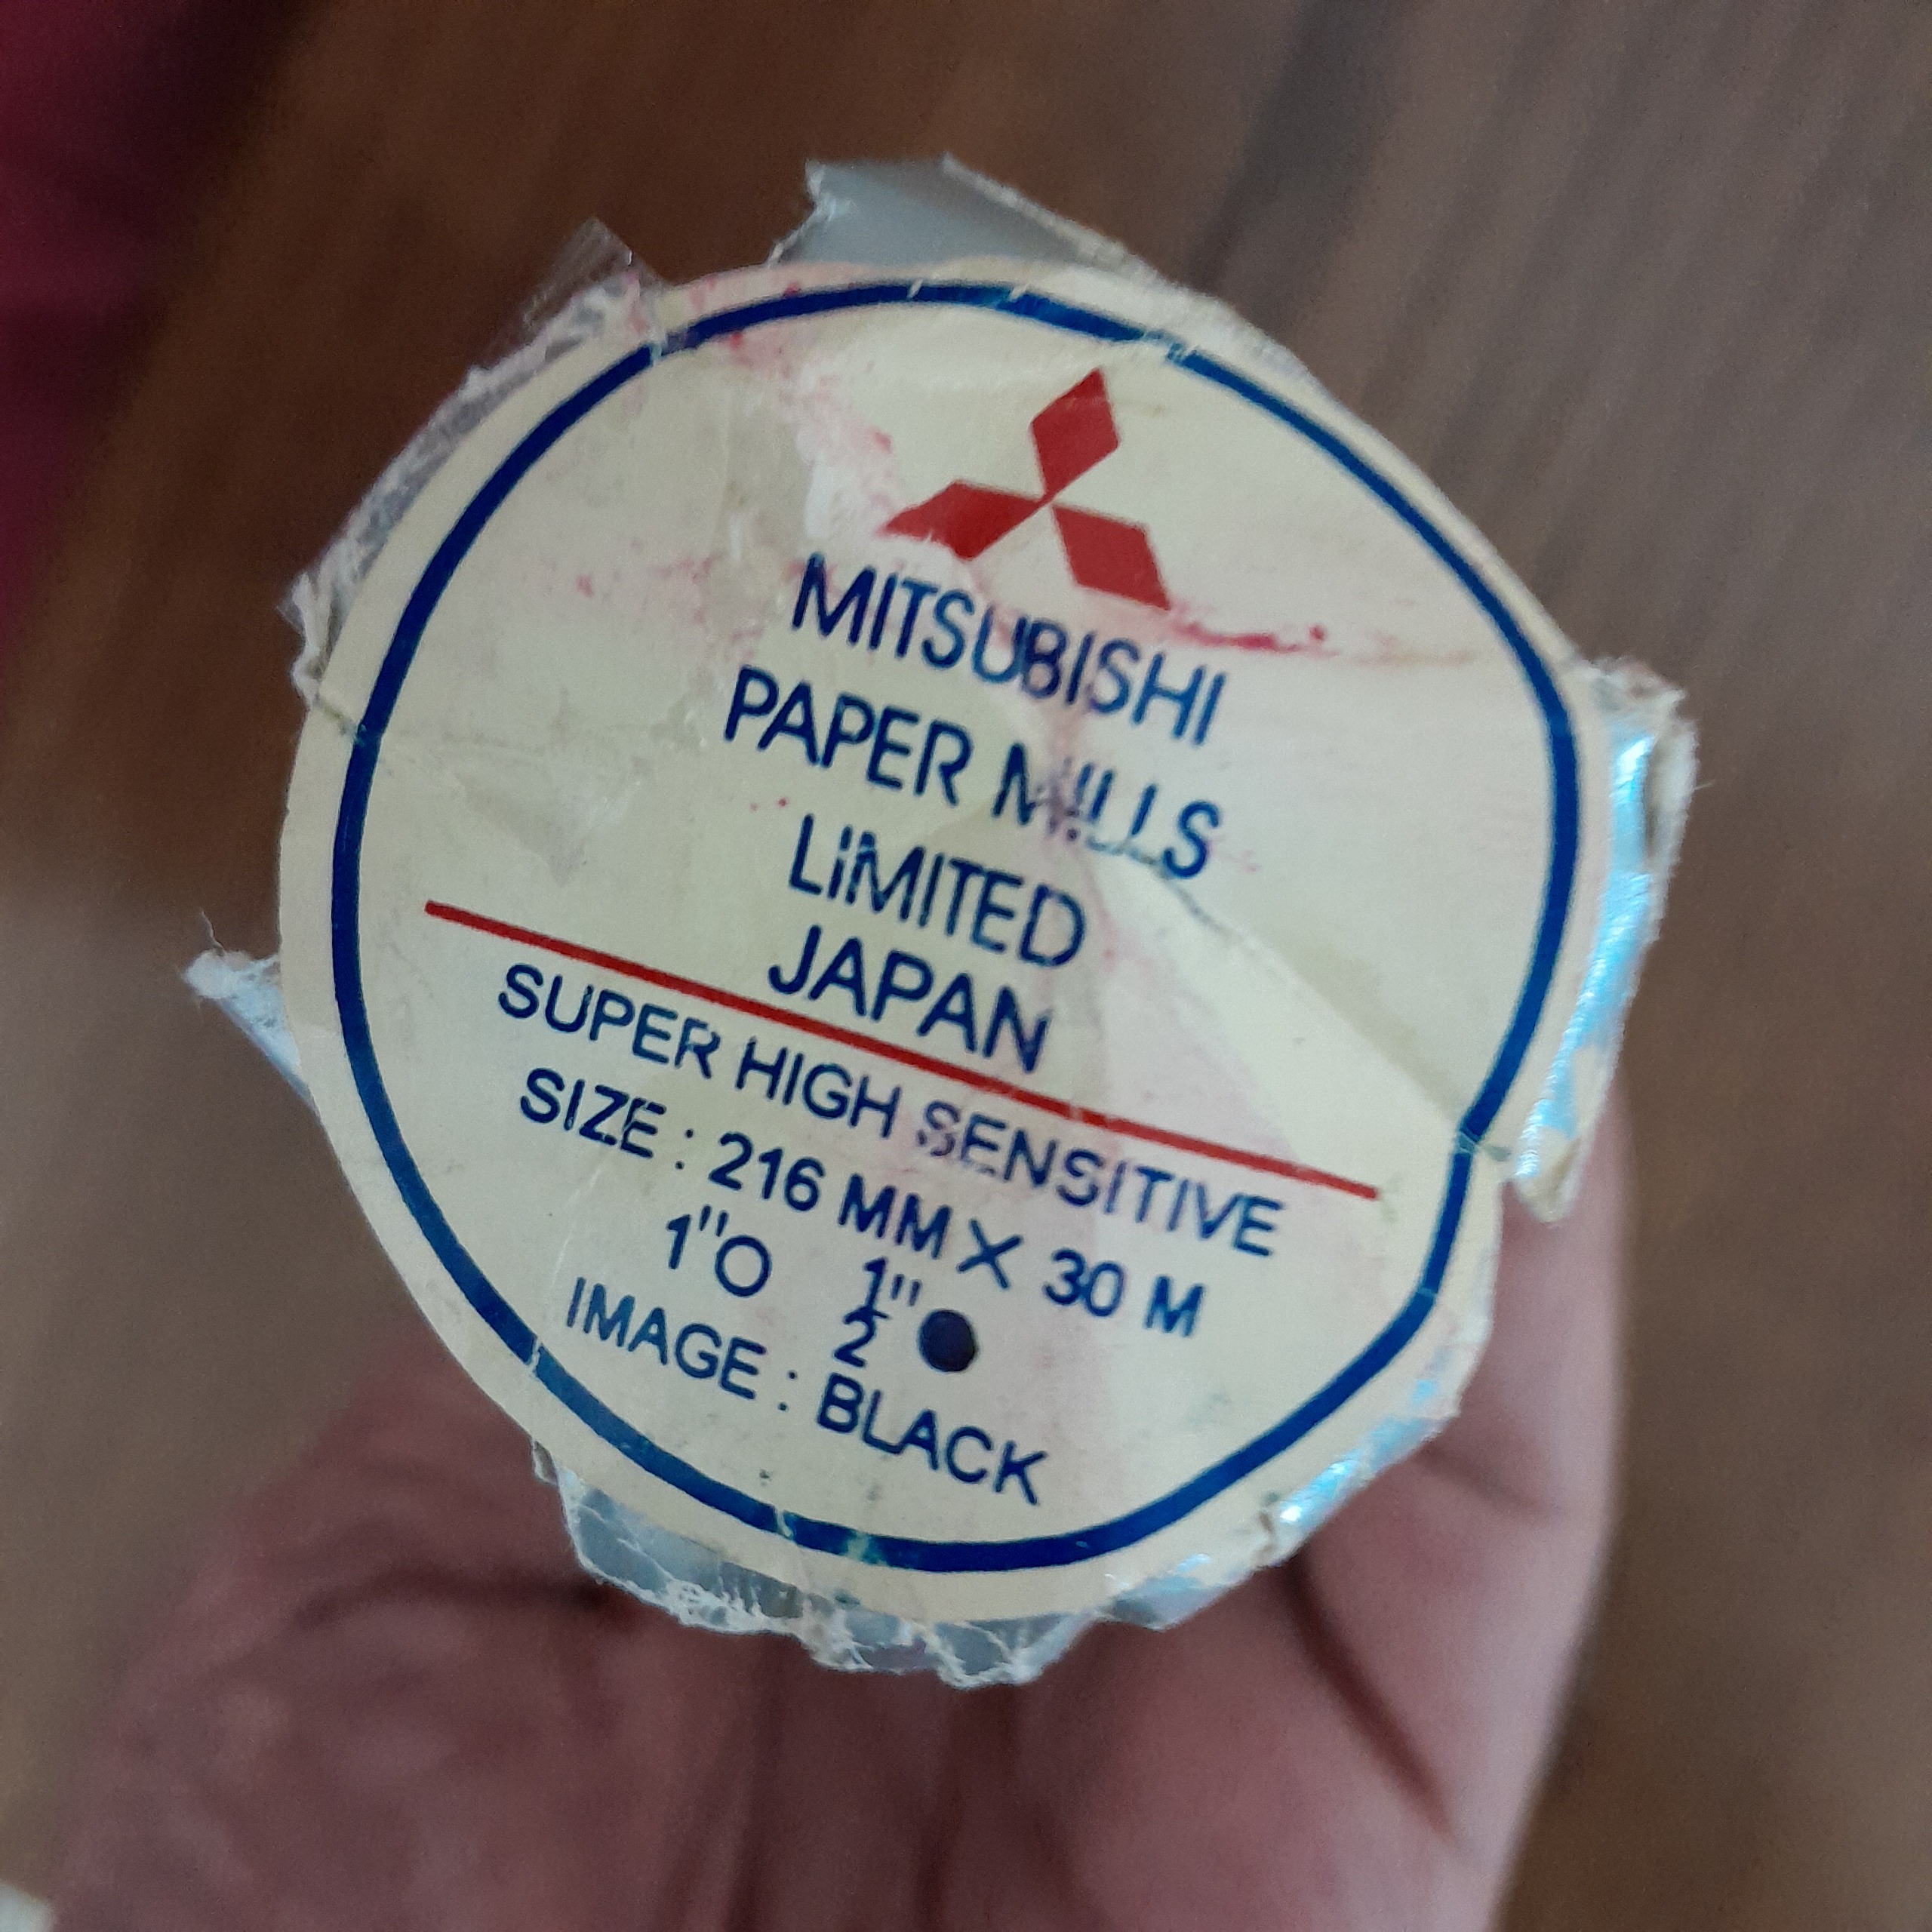 MITSUBISHI
PAPER MILLS
LIMITED
JAPAN
SUPER HIGH SENSITIVE
SIZE : 216 MM X 30 M
1"○ 1/2"●
IMAGE : BLACK